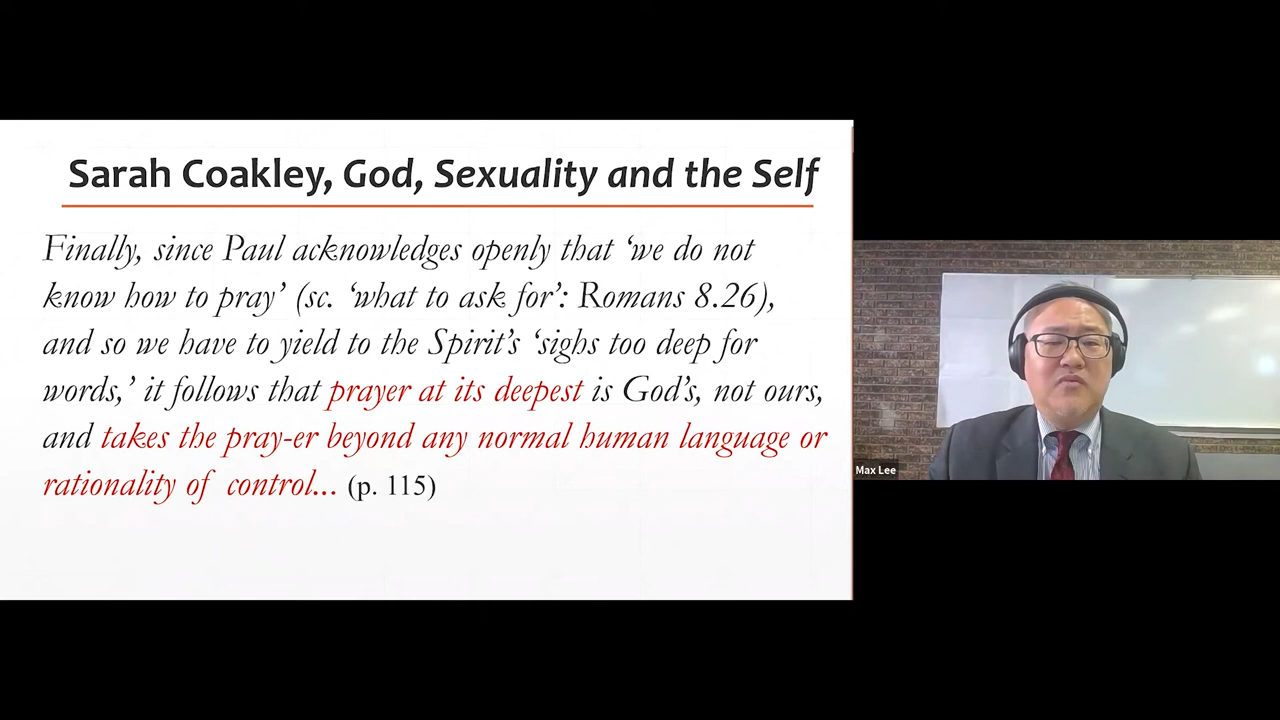 Sarah Coakley, God, Sexuality and the Self
Finally, since Paul acknowledges openly that ‘we do not
know how to pray’ (sc. ‘what to ask for’: Romans 8.26),
and so we have to yield to the Spirit’s ‘sighs too deep for
words,’ it follows that prayer at its deepest is God’s, not ours,
and takes the pray-er beyond any normal human language or
rationality of control... (p. 115)
Max Lee